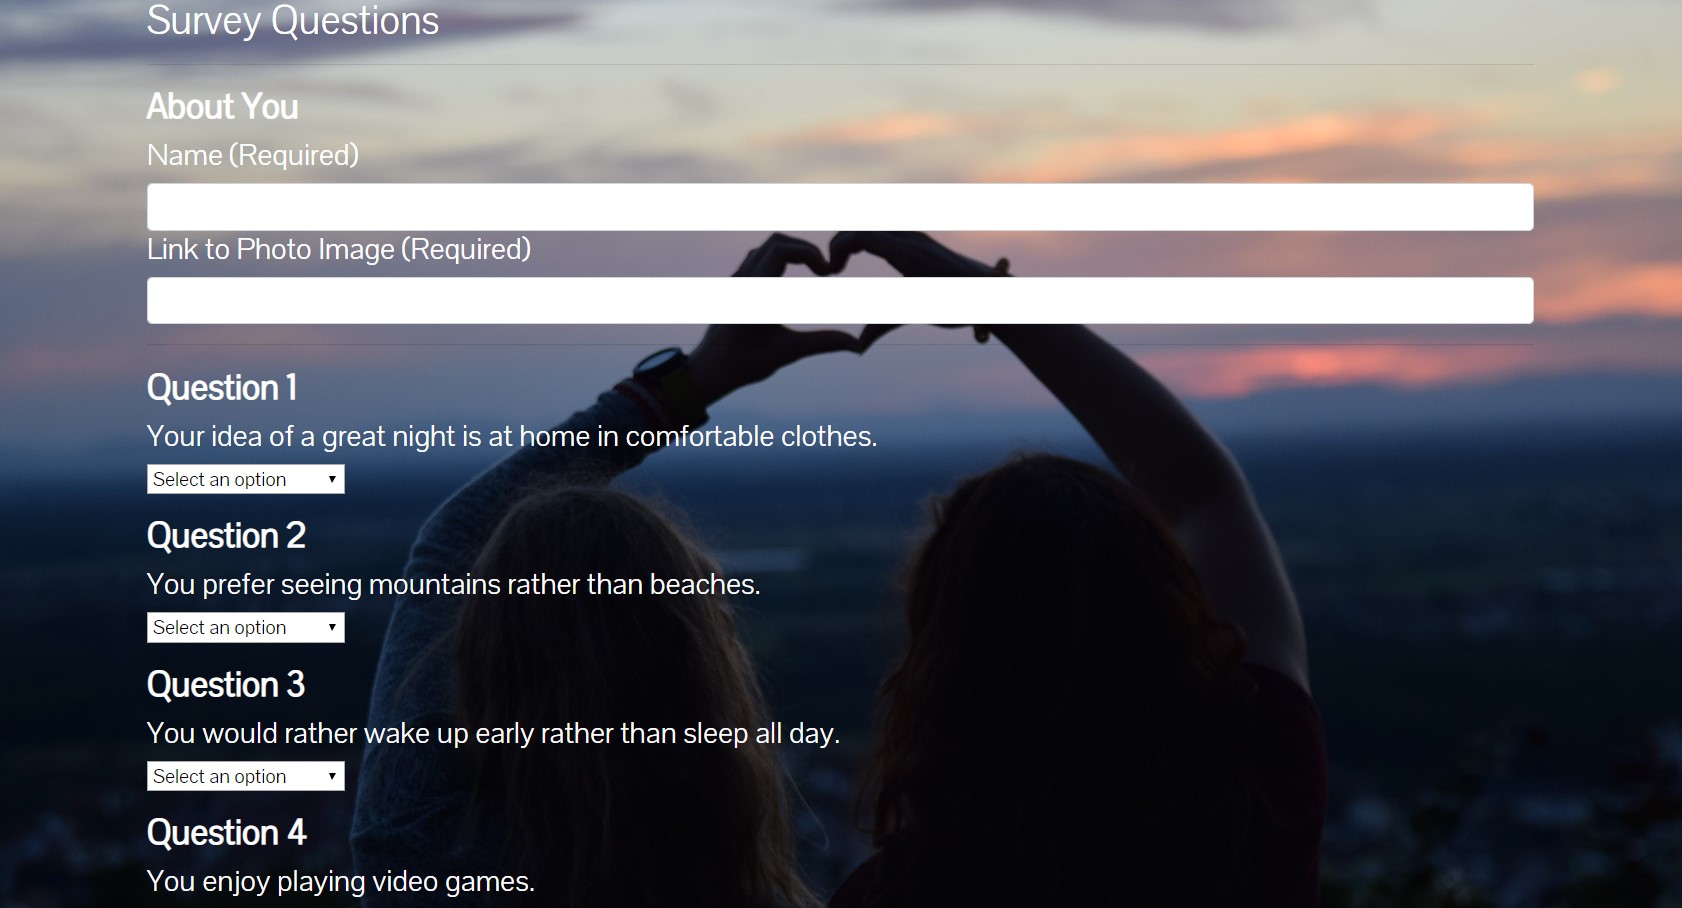 Survey Questions
About You
Name (Required)
Link to Photo Image (Required)
Question 1
Your idea of a great night is at home in comfortable clothes.
Select an option
Question 2
You prefer seeing mountains rather than beaches.
Select an option
Question 3
You would rather wake up early rather than sleep all day.
Select an option
Question 4
You enjoy playing video games.